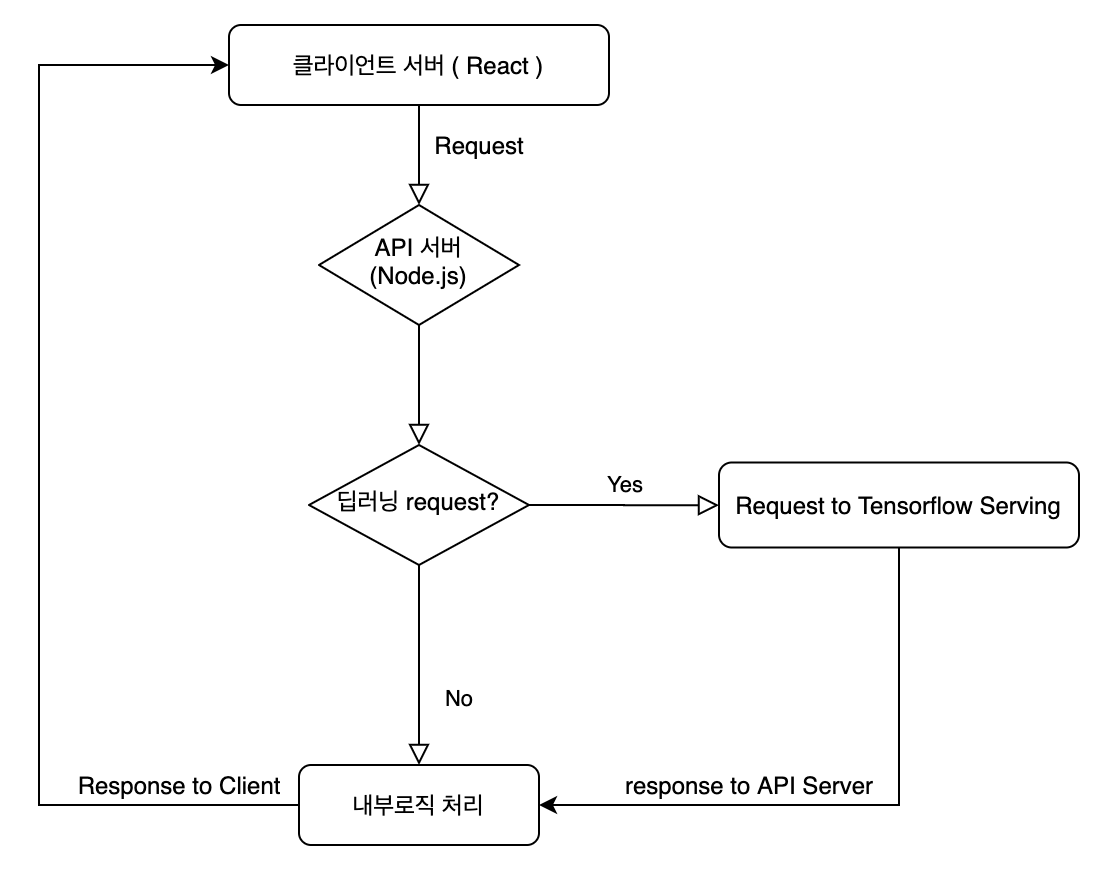 클라이언트 서버 ( React )
Request
API 서버
(Node.js)
딥러닝 request?
Yes
Request to Tensorflow Serving
No
Response to Client
내부로직 처리
response to API Server